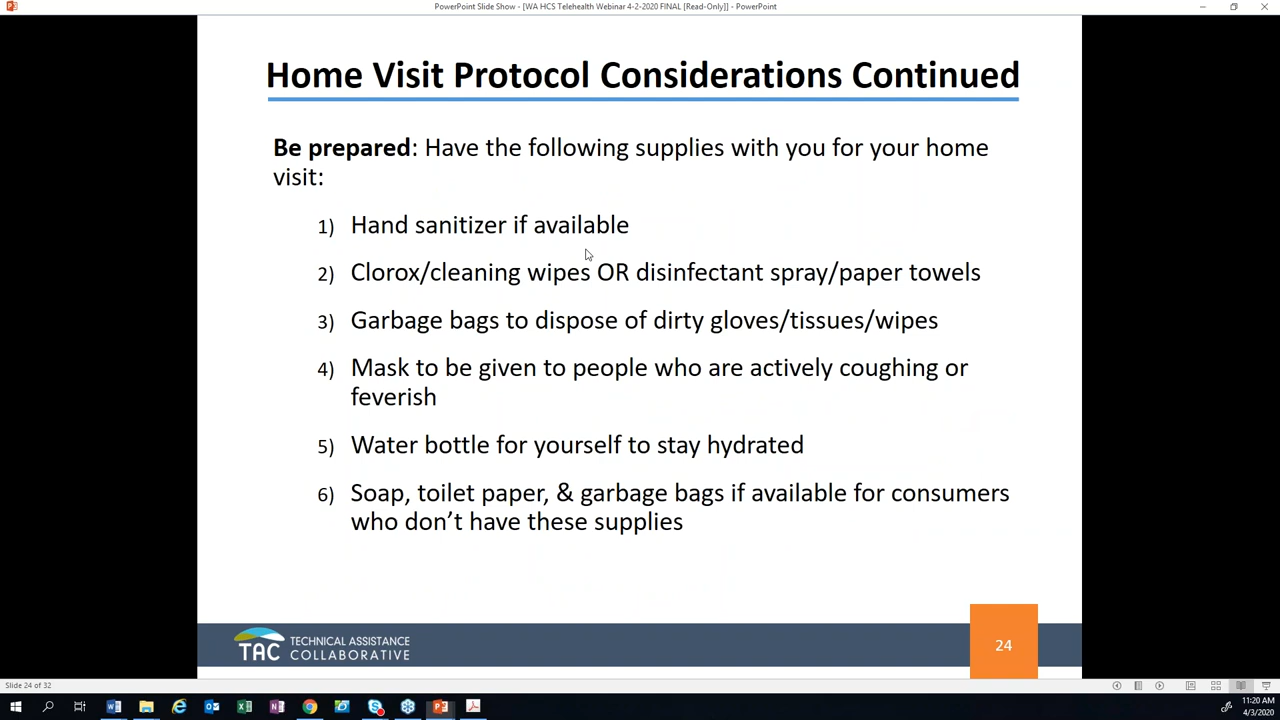 PowerPoint Slide Show - [WA HCS Telehealth Webinar 4-2-2020 FINAL [Read-Only]] - PowerPoint
Home Visit Protocol Considerations Continued
Be prepared: Have the following supplies with you for your home
visit:
1) Hand sanitizer if available
2) Clorox/cleaning wipes OR disinfectant spray/paper towels
3) Garbage bags to dispose of dirty gloves/tissues/wipes
4) Mask to be given to people who are actively coughing or
feverish
5) Water bottle for yourself to stay hydrated
6) Soap, toilet paper, & garbage bags if available for consumers
who don’t have these supplies
TAC TECHNICAL ASSISTANCE
COLLABORATIVE
24
Slide 24 of 32
11:20 AM
4/3/2020